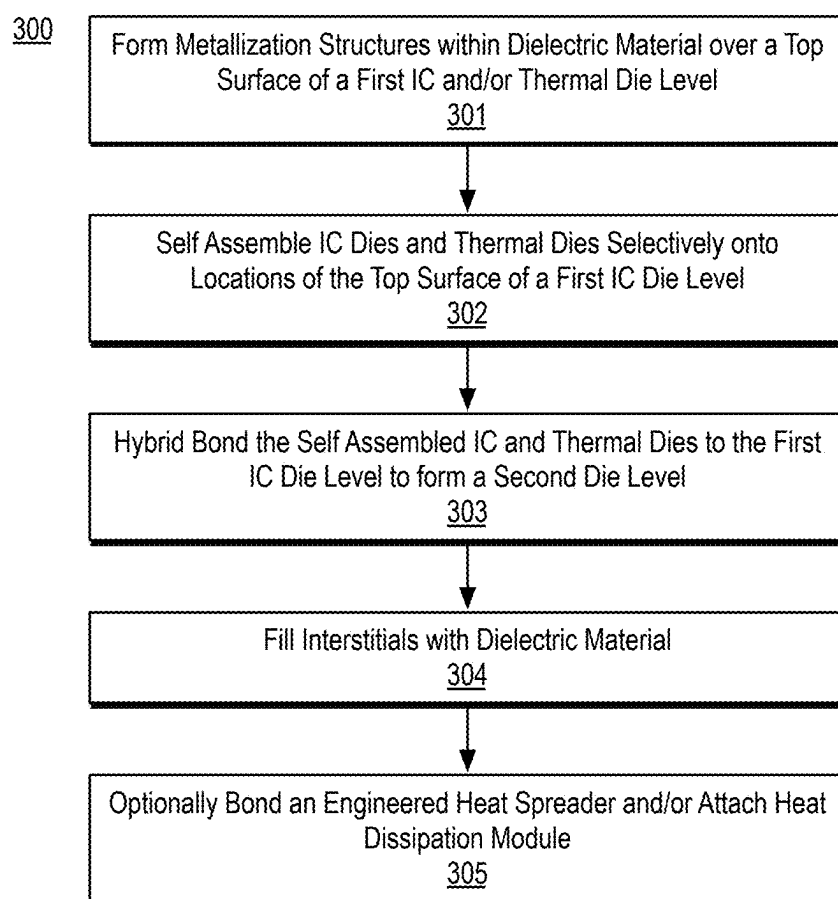 300
Form Metallization Structures within Dielectric Material over a Top
Surface of a First IC and/or Thermal Die Level
301
Self Assemble IC Dies and Thermal Dies Selectively onto
Locations of the Top Surface of a First IC Die Level
302
Hybrid Bond the Self Assembled IC and Thermal Dies to the First
IC Die Level to form a Second Die Level
303
Fill Interstitials with Dielectric Material
304
Optionally Bond an Engineered Heat Spreader and/or Attach Heat
Dissipation Module
305